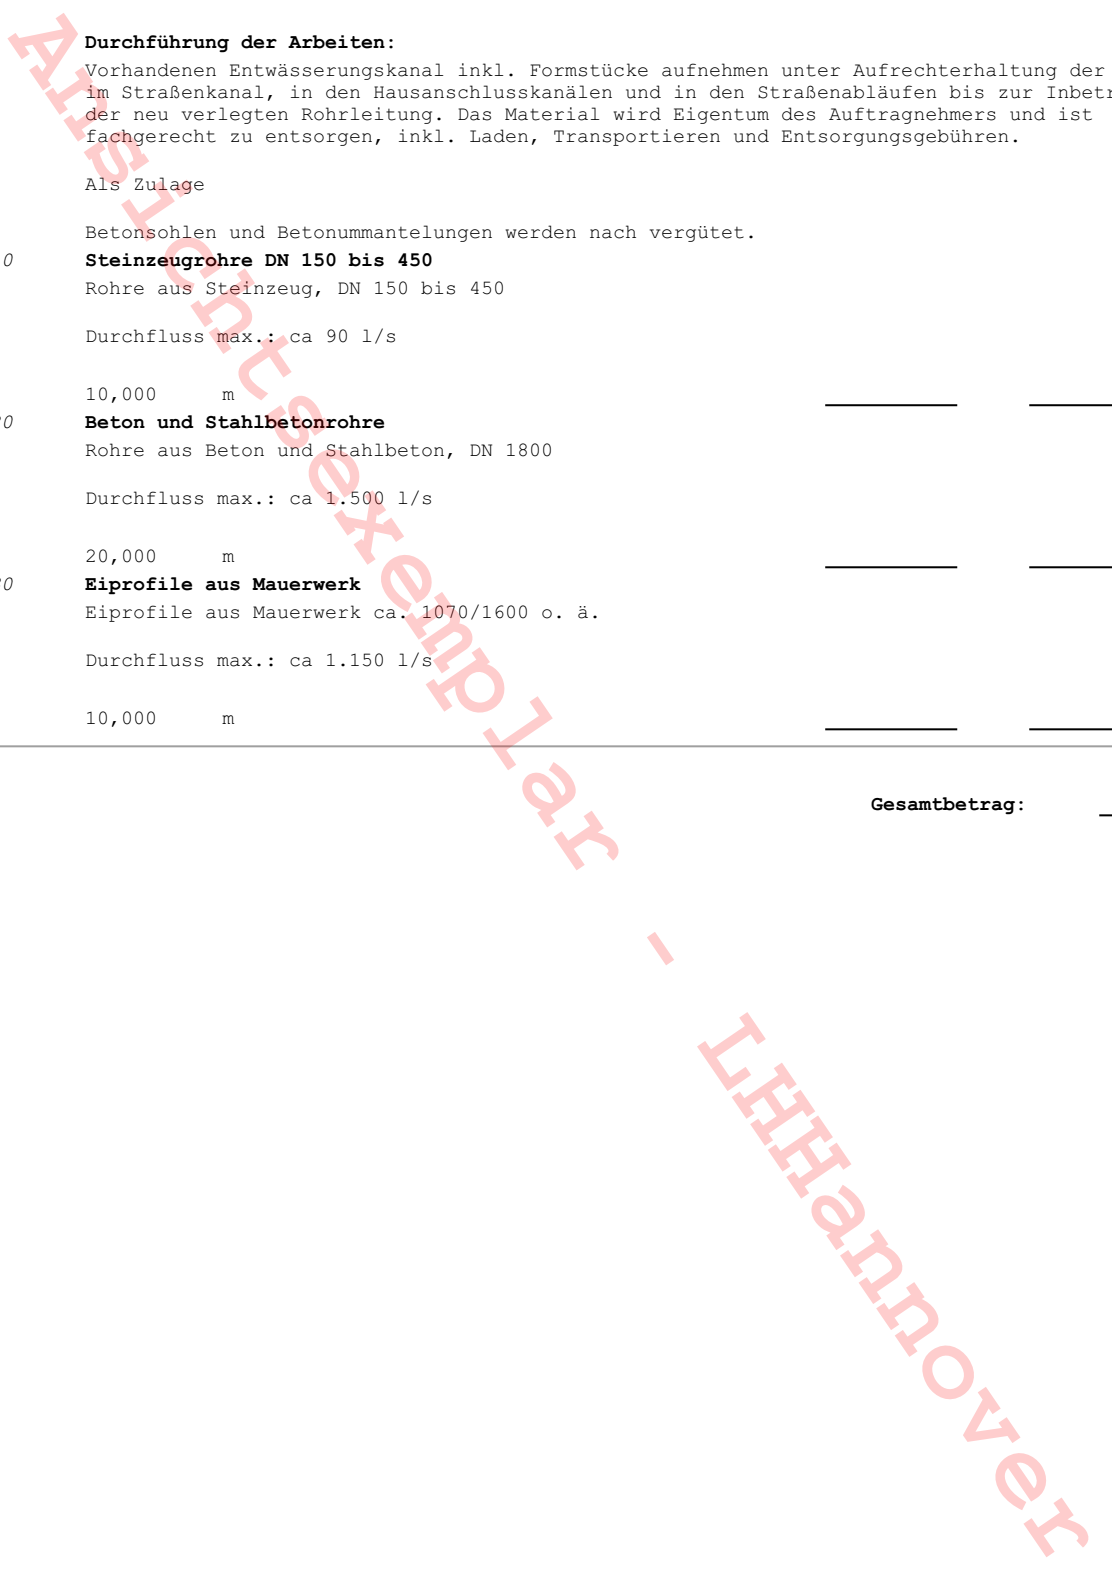 Durchführung der Arbeiten:
Vorhandenen Entwässerungskanal inkl. Formstücke aufnehmen unter Aufrechterhaltung der
im Straßenkanal, in den Hausanschlusskanälen und in den Straßenabläufen bis zur Inbetr
der neu verlegten Rohrleitung. Das Material wird Eigentum des Auftragnehmers und ist
fachgerecht zu entsorgen, inkl. Laden, Transportieren und Entsorgungsgebühren.
Als Zulage
Betonsohlen und Betonummantelungen werden nach vergütet.
0 Steinzeugrohre DN 150 bis 450
Rohre aus Steinzeug, DN 150 bis 450
Durchfluss max.: ca 90 l/s
10,000 m
0 Beton und Stahlbetonrohre
Rohre aus Beton und Stahlbeton, DN 1800
Durchfluss max.: ca 1.500 l/s
20,000 m
0 Eiprofile aus Mauerwerk
Eiprofile aus Mauerwerk ca. 1070/1600 o. ä.
Durchfluss max.: ca 1.150 l/s
10,000 m
Gesamtbetrag:
Ansichtsexemplar - LHHannover